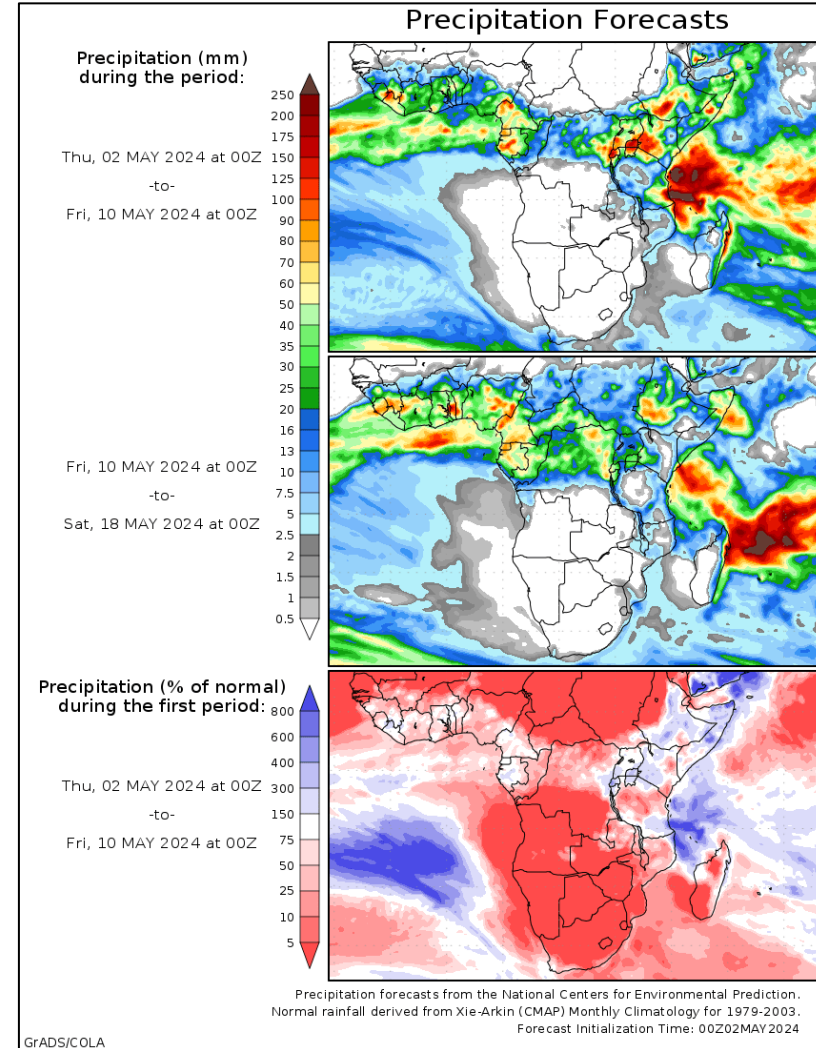 Precipitation Forecasts
Precipitation (mm)
during the period:
250
200
175
150
125
100
90
80
70
60
50
40
35
30
25
20
16
13
10
7.5
5
2.5
2
1.5
1
0.5
Thu, 02 MAY 2024 at 00Z
-to-
Fri, 10 MAY 2024 at 00Z
Fri, 10 MAY 2024 at 00Z
-to-
Sat, 18 MAY 2024 at 00Z
Precipitation (% of normal)
during the first period:
800
600
400
300
150
75
50
25
10
5
Thu, 02 MAY 2024 at 00Z
-to-
Fri, 10 MAY 2024 at 00Z
Precipitation forecasts from the National Centers for Environmental Prediction.
Normal rainfall derived from Xie-Arkin (CMAP) Monthly Climatology for 1979-2003.
Forecast Initialization Time: 00Z02MAY2024
GrADS/COLA